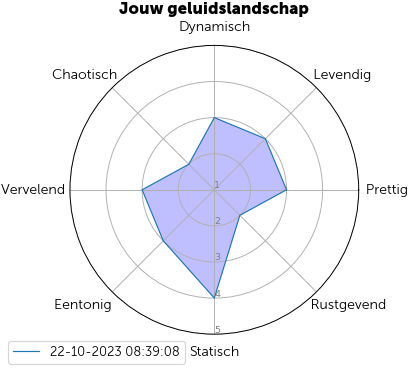 Jouw geluidslandschap
Dynamisch
Chaotisch
Levendig
Vervelend
1
Prettig
2
3
4
Eentonig
Rustgevend
5
22-10-2023 08:39:08
Statisch